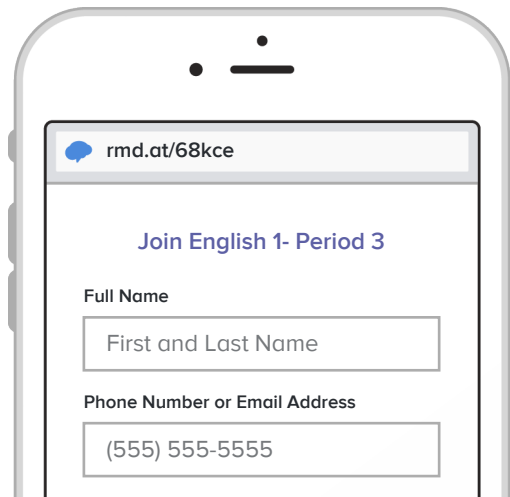 rmd.at/68kce
Join English 1- Period 3
Full Name
First and Last Name
Phone Number or Email Address
(555) 555-5555